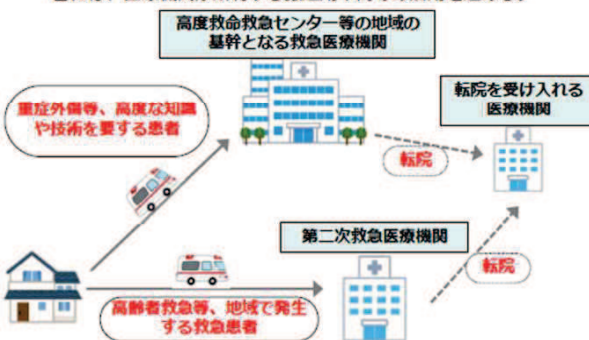 高度救命救急センター等の地域の
基幹となる救急医療機関
重症外傷等、高度な知識
や技術を要する患者
転院を受け入れる
医療機関
転院
第二次救急医療機関
転院
高齢者救急等、地域で発生
する救急患者